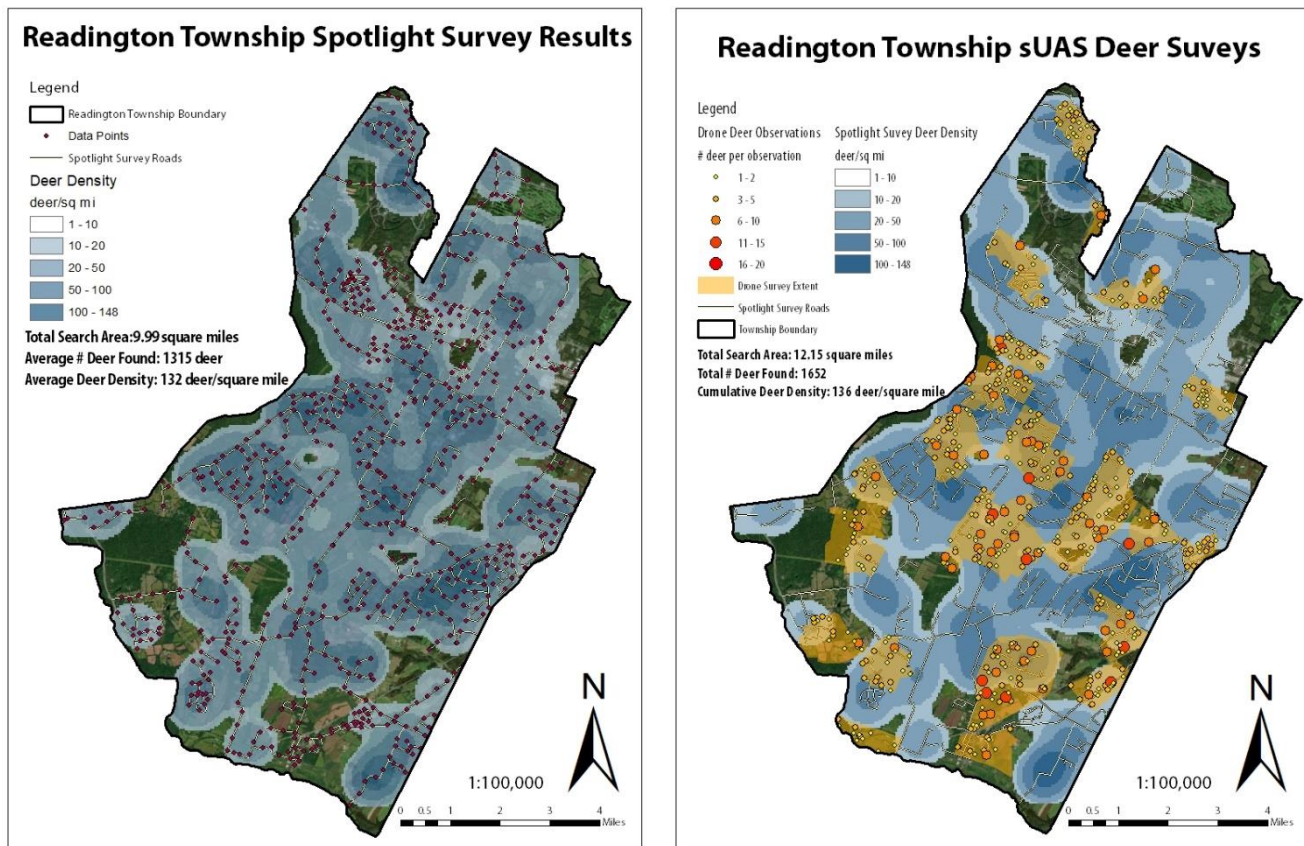 Readington Township Spotlight Survey Results
Legend
Readington Township Boundary
Data Points
Spotlight Survey Roads
Deer Density
deer/sq mi
1 - 10
10 - 20
20 - 50
50 - 100
100 - 148
Total Search Area:9.99 square miles
Average # Deer Found: 1315 deer
Average Deer Density: 132 deer/square mile
N
1:100,000
0 0.5 1 2 3 4
Miles
Readington Township sUAS Deer Suveys
Legend
Drone Deer Observations
# deer per observation
1 - 2
3 - 5
6 - 10
11 - 15
16 - 20
Drone Survey Extent
Spotlight Survey Roads
Township Boundary
Spotlight Suvey Deer Density
deer/sq mi
1 - 10
10 - 20
20 - 50
50 - 100
100 - 148
Total Search Area: 12.15 square miles
Total # Deer Found: 1652
Cumulative Deer Density: 136 deer/square mile
N
1:100,000
0 0.5 1 2 3 4
Miles